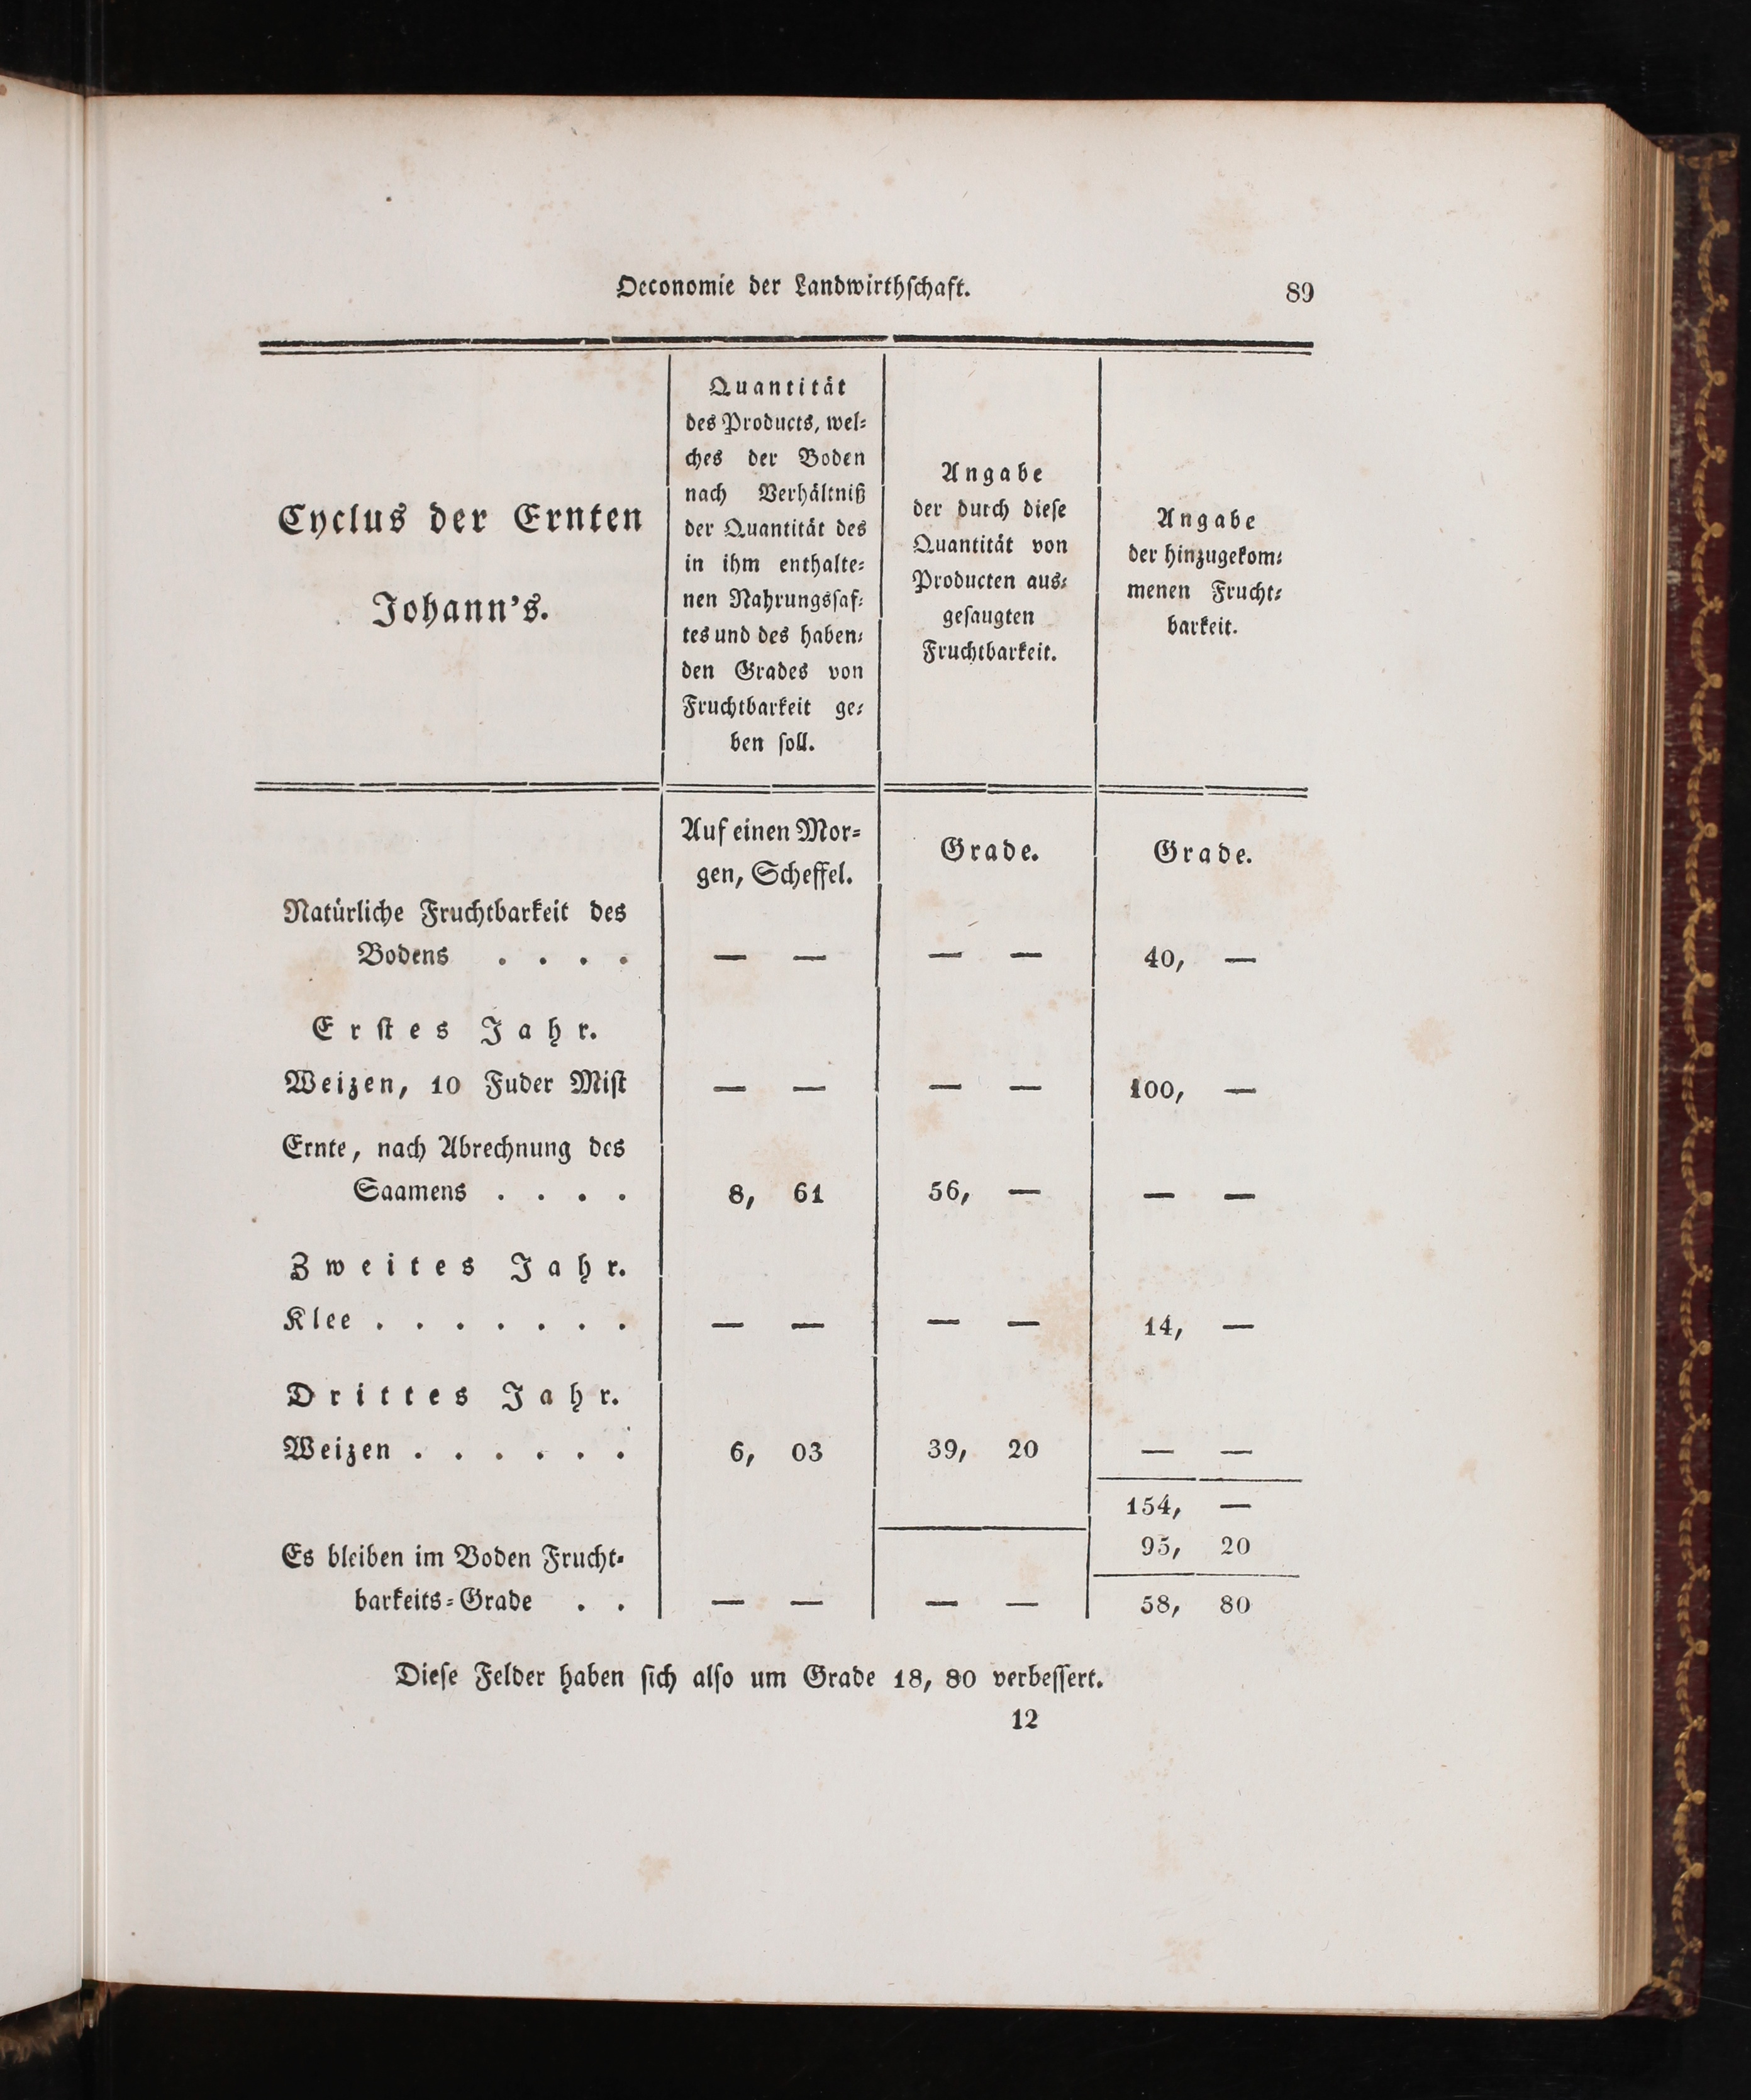 Oeconomie der Landwirthschaft. 89
Cyclus der Ernten
Johann's.
Quantität
des Products, wel-
ches der Boden
nach Verhältniß
der Quantität des
in ihm enthalte-
nen Nahrungssaf-
tes und des haben-
den Grades von
Fruchtbarkeit ge-
ben soll.
Angabe
der durch diese
Quantität von
Producten aus-
gesaugten
Fruchtbarkeit.
Angabe
der hinzugekom-
menen Frucht-
barkeit.
Auf einen Mor-
gen, Scheffel.
Grade.
Grade.
Natürliche Fruchtbarkeit des
Bodens . . . . — — — — 40, —
Erstes Jahr.
Weizen, 10 Fuder Mist — — — — 100, —
Ernte, nach Abrechnung des
Saamens . . . . 8, 61 56, — — —
Zweites Jahr.
Klee . . . . . . . — — — — 14, —
Drittes Jahr.
Weizen . . . . . . 6, 03 39, 20 — —
154, —
95, 20
Es bleiben im Boden Frucht-
barkeits-Grade . . — — — — 58, 80
Diese Felder haben sich also um Grade 18, 80 verbessert.
12